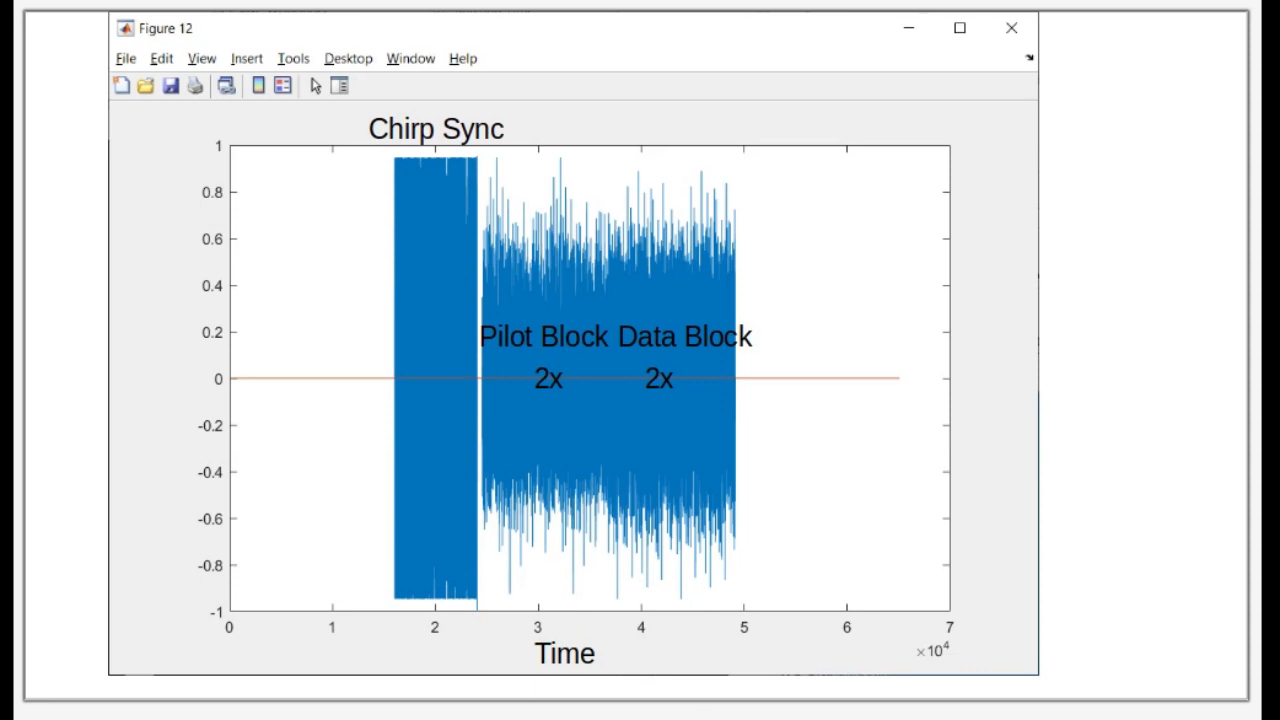 Figure 12
File Edit View Insert Tools Desktop Window Help
Chirp Sync
1
0.8
0.6
0.4
0.2
0
-0.2
-0.4
-0.6
-0.8
-1
Pilot Block Data Block
2x 2x
0 1 2 3 4 5 6 7
×10⁴
Time